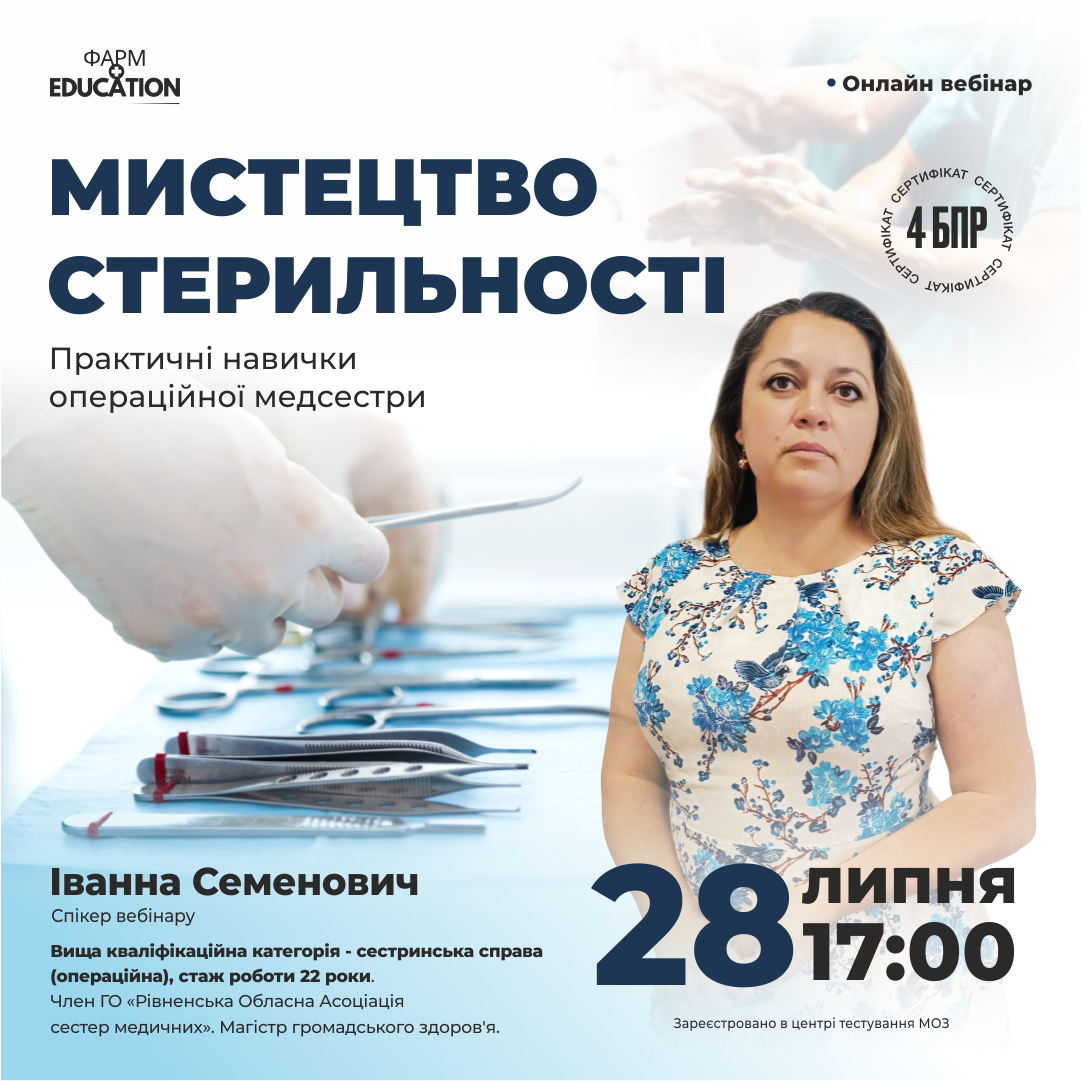 ФАРМ
EDUCATION
• Онлайн вебінар
МИСТЕЦТВО
СТЕРИЛЬНОСТІ
СЕРТИФІКАТ СЕРТИФІКАТ СЕРТИФІКАТ СЕРТИФІКАТ
4 БПР
Практичні навички
операційної медсестри
Іванна Семенович
Спікер вебінару
Вища кваліфікаційна категорія - сестринська справа
(операційна), стаж роботи 22 роки.
Член ГО «Рівненська Обласна Асоціація
сестер медичних». Магістр громадського здоров'я.
28 липня
17:00
Зареєстровано в центрі тестування МОЗ